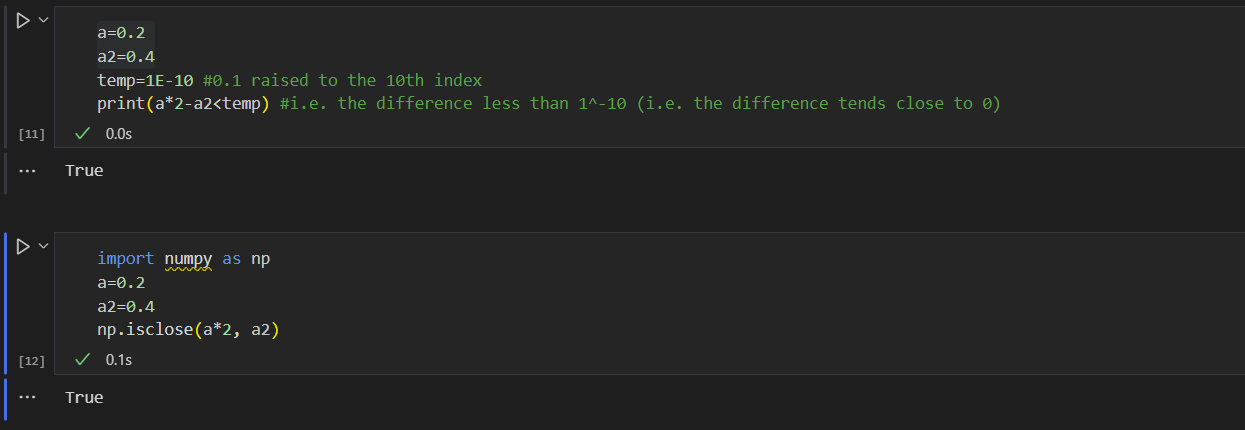 a=0.2
a2=0.4
temp=1E-10 #0.1 raised to the 10th index
print(a*2-a2<temp) #i.e. the difference less than 1^-10 (i.e. the difference tends close to 0)
[11] 0.0s
... True
import numpy as np
a=0.2
a2=0.4
np.isclose(a*2, a2)
[12] 0.1s
... True